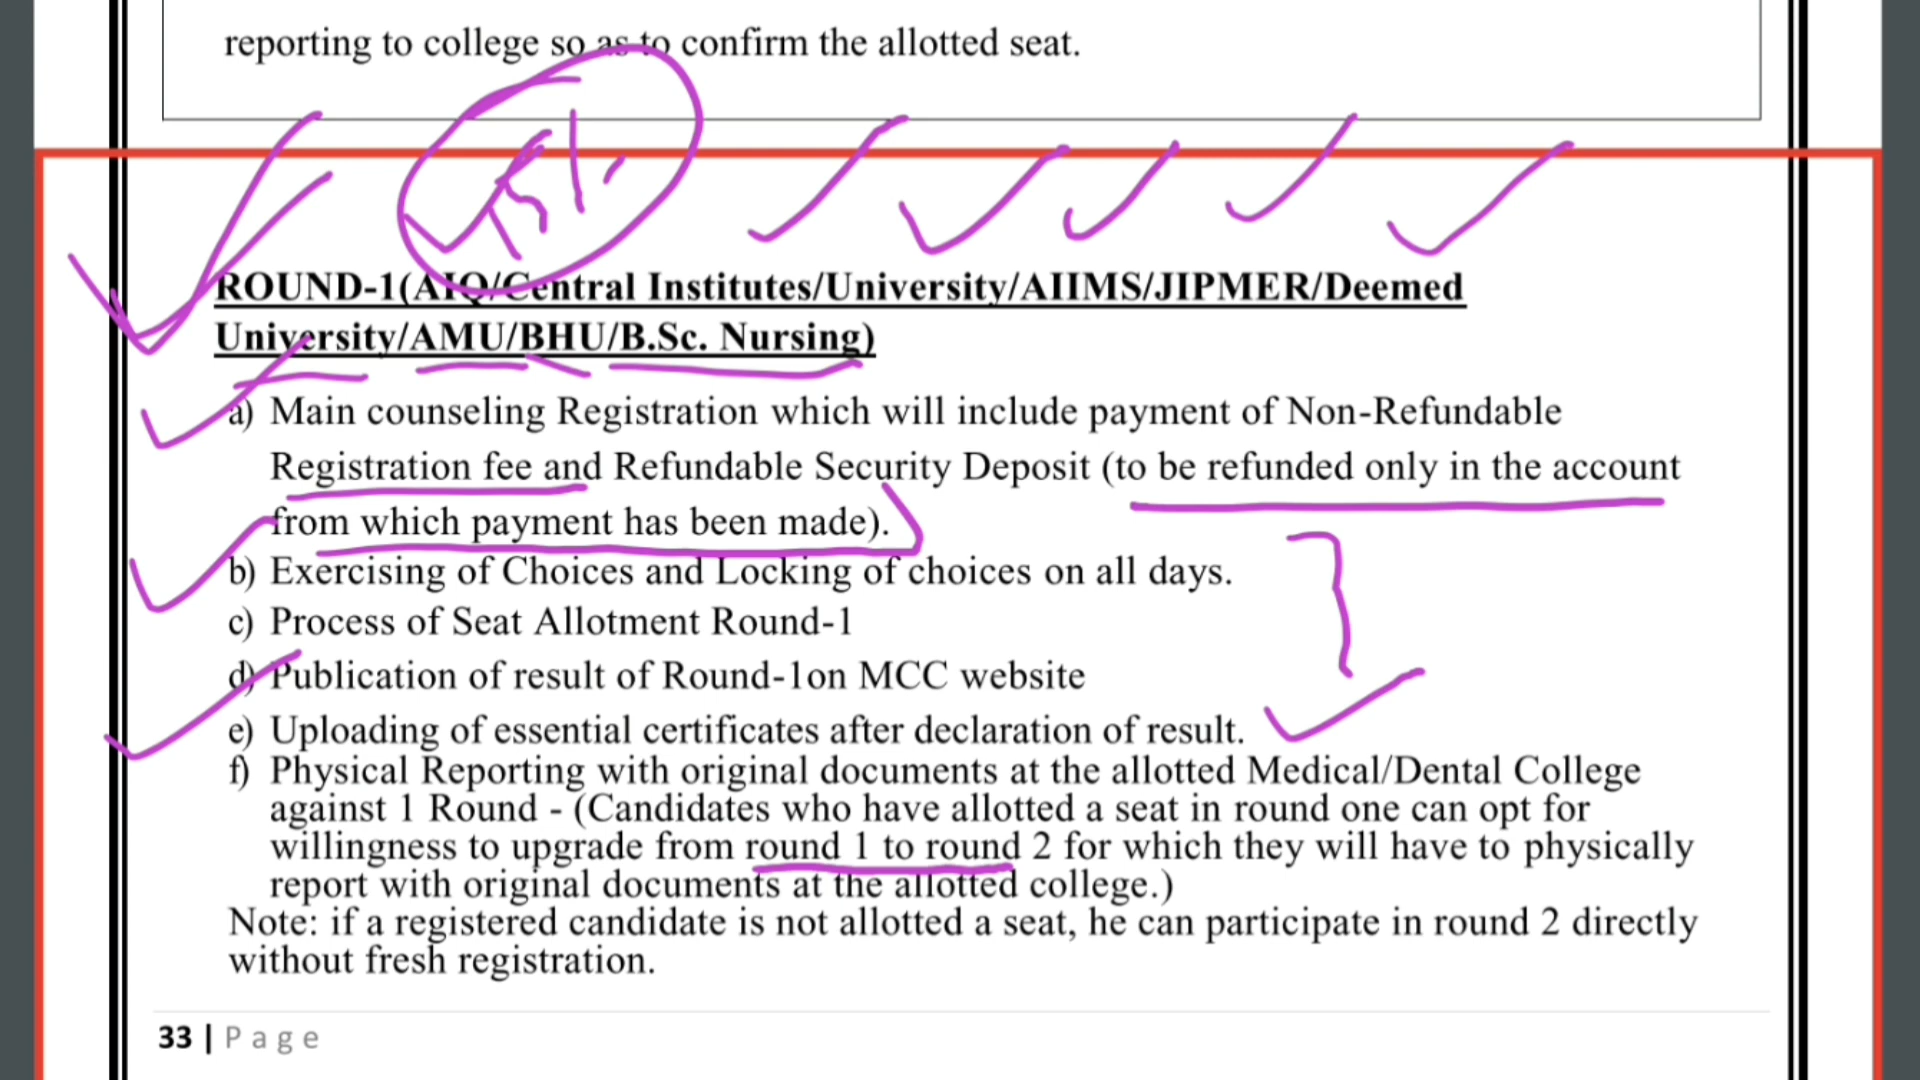 reporting to college so as to confirm the allotted seat.
ROUND-1(AIQ/Central Institutes/University/AIIMS/JIPMER/Deemed
University/AMU/BHU/B.Sc. Nursing)
a) Main counseling Registration which will include payment of Non-Refundable
Registration fee and Refundable Security Deposit (to be refunded only in the account
from which payment has been made).
b) Exercising of Choices and Locking of choices on all days.
c) Process of Seat Allotment Round-1
d) Publication of result of Round-1on MCC website
e) Uploading of essential certificates after declaration of result.
f) Physical Reporting with original documents at the allotted Medical/Dental College
against 1 Round - (Candidates who have allotted a seat in round one can opt for
willingness to upgrade from round 1 to round 2 for which they will have to physically
report with original documents at the allotted college.)
Note: if a registered candidate is not allotted a seat, he can participate in round 2 directly
without fresh registration.
33 | Page